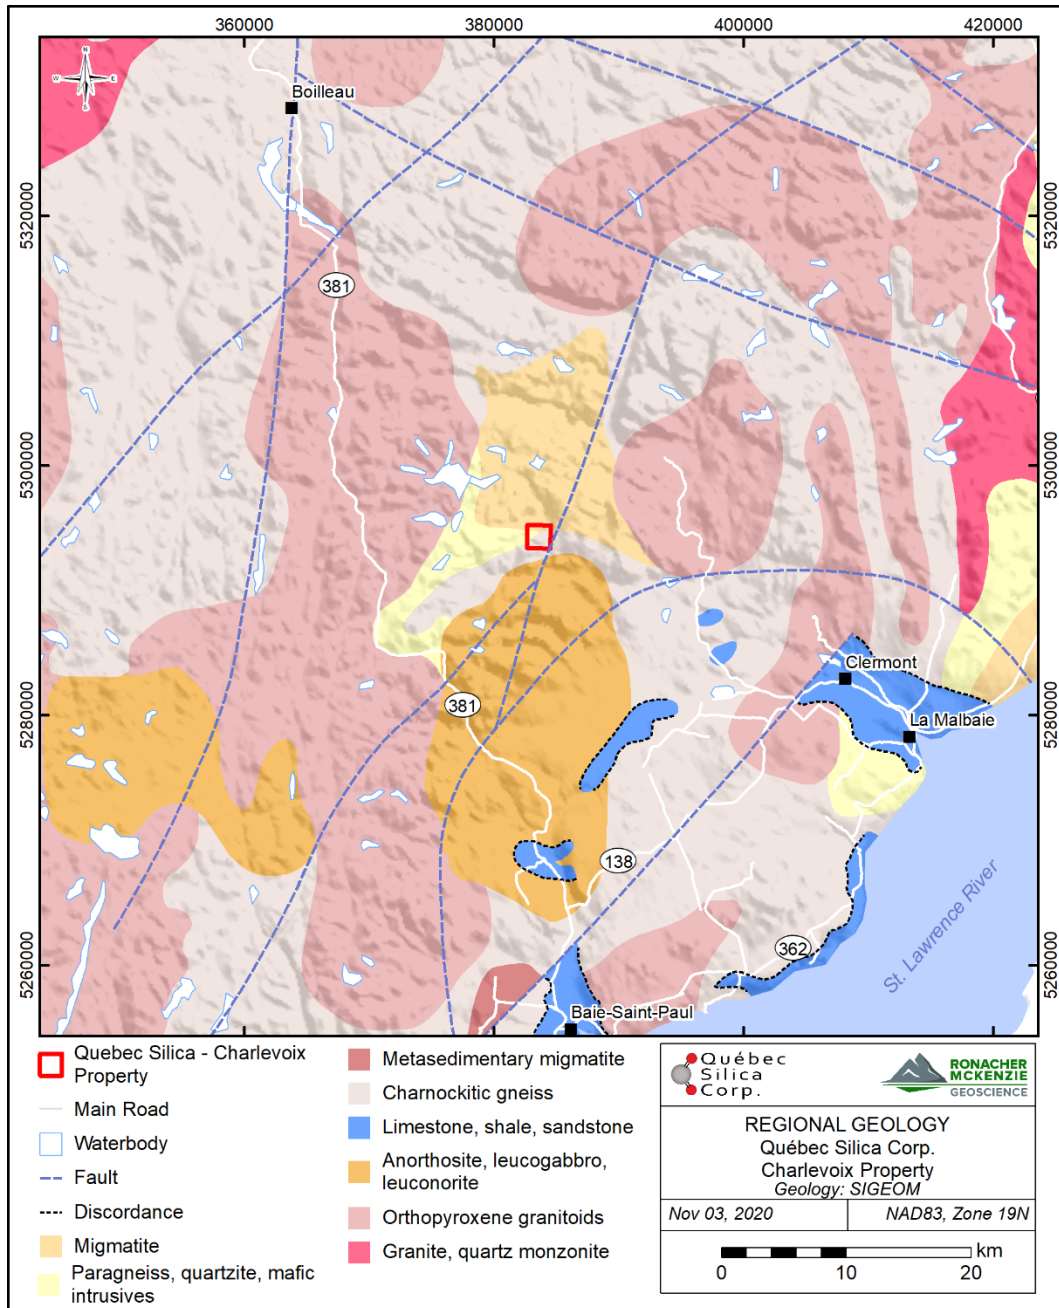 360000 380000 400000 420000
N
W E
S
Boilleau
5320000 5320000
381
5300000 5300000
Clermont
5280000 5280000
381
La Malbaie
138
St. Lawrence River
362
5260000 5260000
Baie-Saint-Paul
Quebec Silica - Charlevoix
Property
Main Road
Waterbody
Fault
Discordance
Migmatite
Paragneiss, quartzite, mafic
intrusives
Metasedimentary migmatite
Charnockitic gneiss
Limestone, shale, sandstone
Anorthosite, leucogabbro,
leuconorite
Orthopyroxene granitoids
Granite, quartz monzonite
Québec
Silica
Corp.
RONACHER
MCKENZIE
GEOSCIENCE
REGIONAL GEOLOGY
Québec Silica Corp.
Charlevoix Property
Geology: SIGEOM
Nov 03, 2020 NAD83, Zone 19N
km
0 10 20